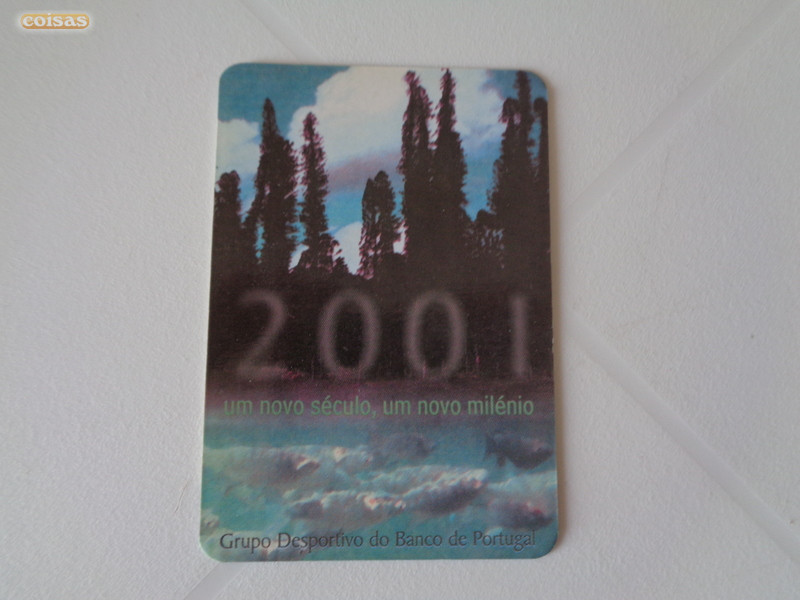 coisas
2001
um novo século, um novo milénio
Grupo Desportivo do Banco de Portugal